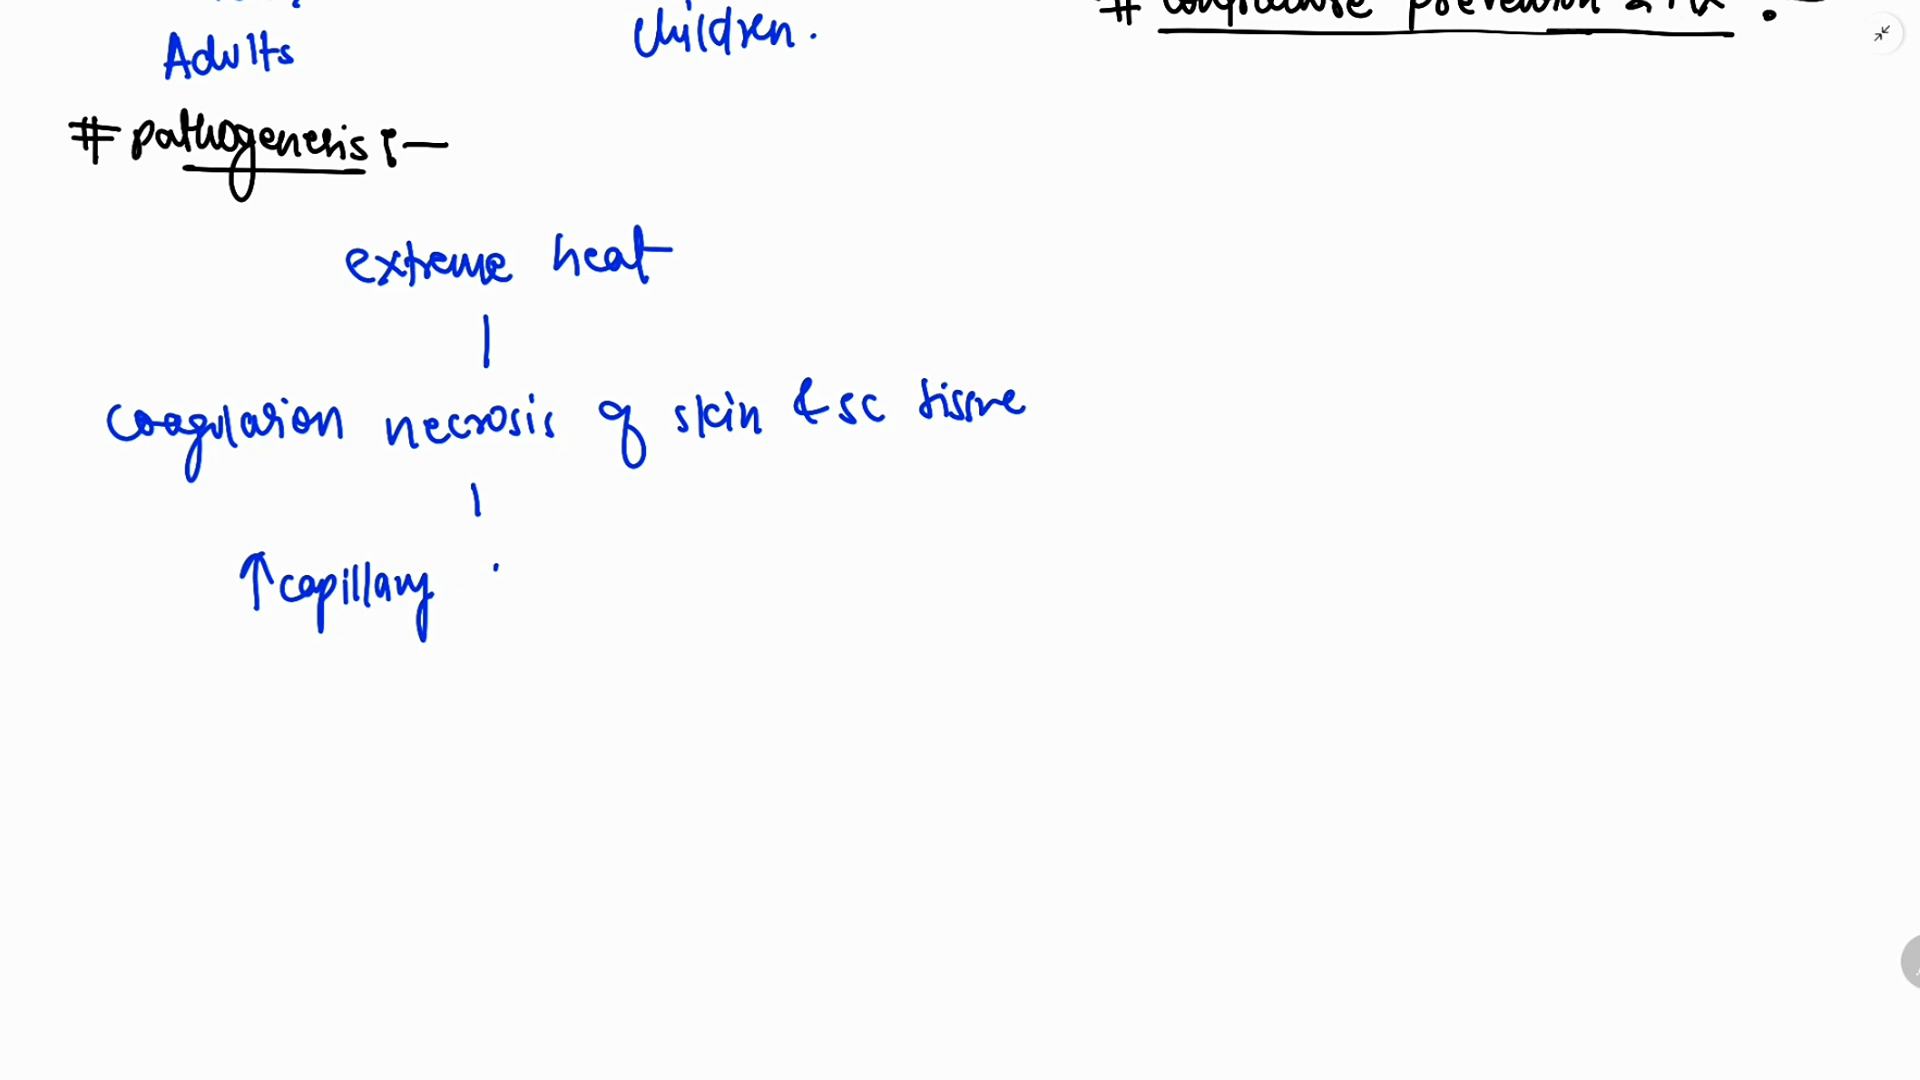 Adults
children.
# pathogenesis :-
extreme heat
coagulation necrosis of skin & sc tissue
↑ capillary